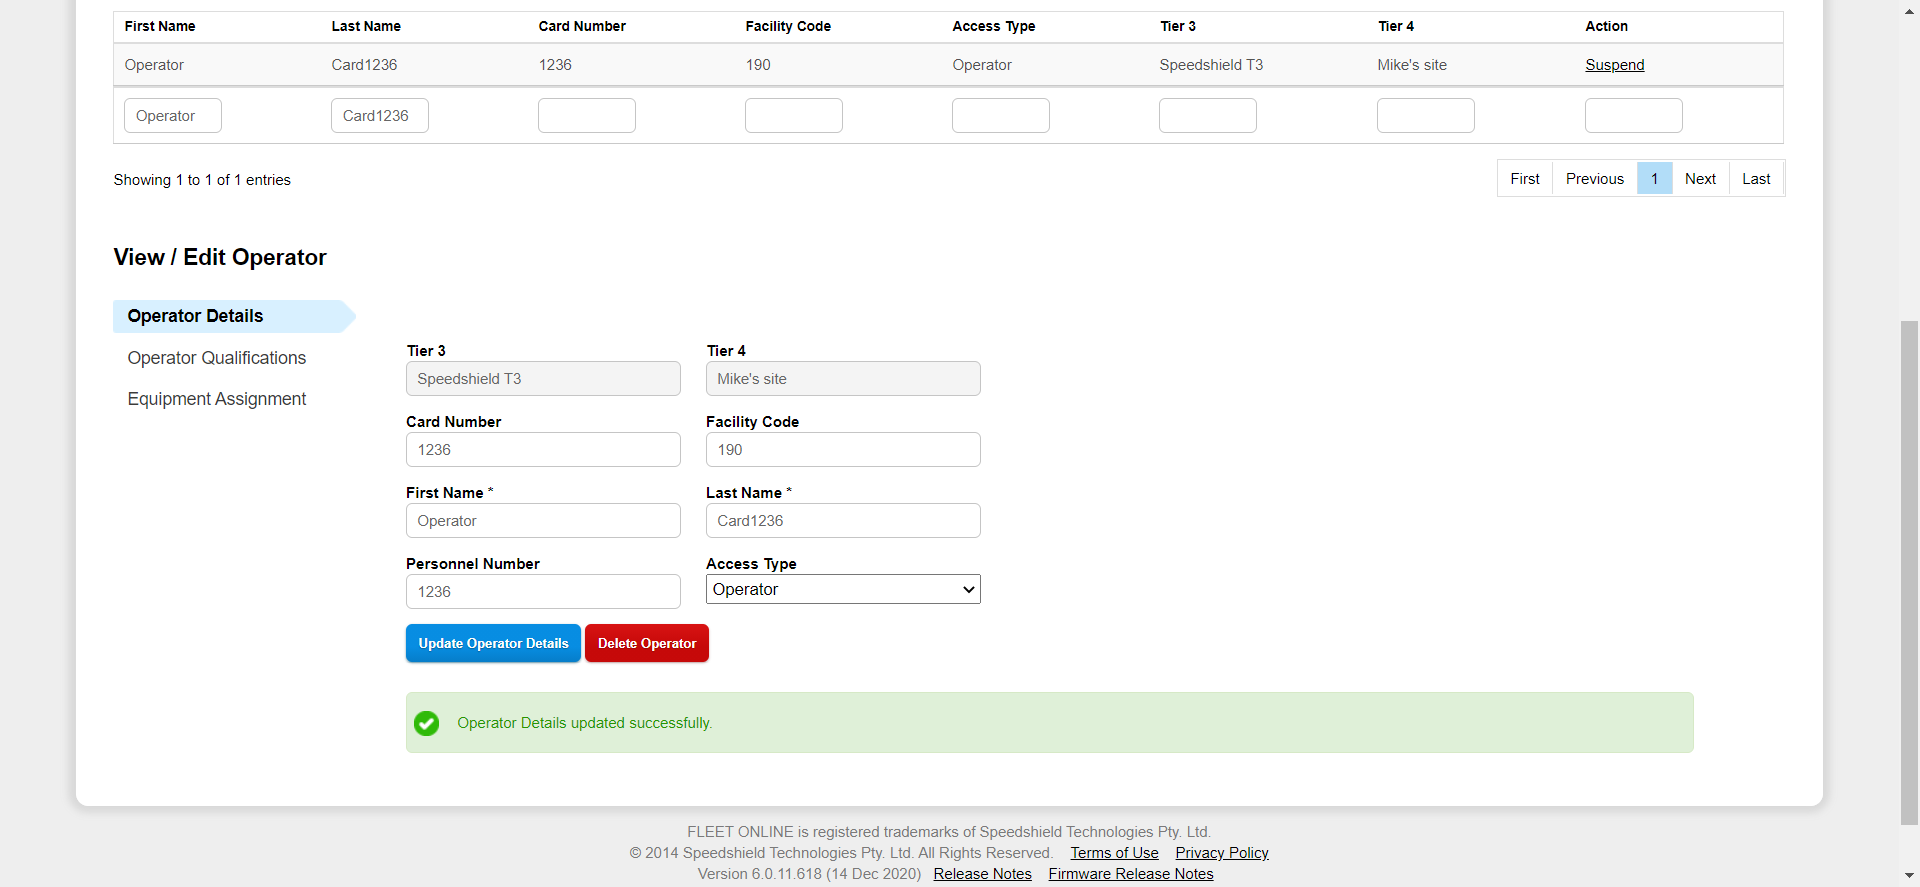 First Name Last Name Card Number Facility Code Access Type Tier 3 Tier 4 Action
Operator Card1236 1236 190 Operator Speedshield T3 Mike's site Suspend
Operator Card1236
Showing 1 to 1 of 1 entries
First Previous 1 Next Last
View / Edit Operator
Operator Details
Operator Qualifications
Equipment Assignment
Tier 3 Tier 4
Speedshield T3 Mike's site
Card Number Facility Code
1236 190
First Name * Last Name *
Operator Card1236
Personnel Number Access Type
1236 Operator
Update Operator Details Delete Operator
Operator Details updated successfully.
FLEET ONLINE is registered trademarks of Speedshield Technologies Pty. Ltd.
© 2014 Speedshield Technologies Pty. Ltd. All Rights Reserved. Terms of Use Privacy Policy
Version 6.0.11.618 (14 Dec 2020) Release Notes Firmware Release Notes